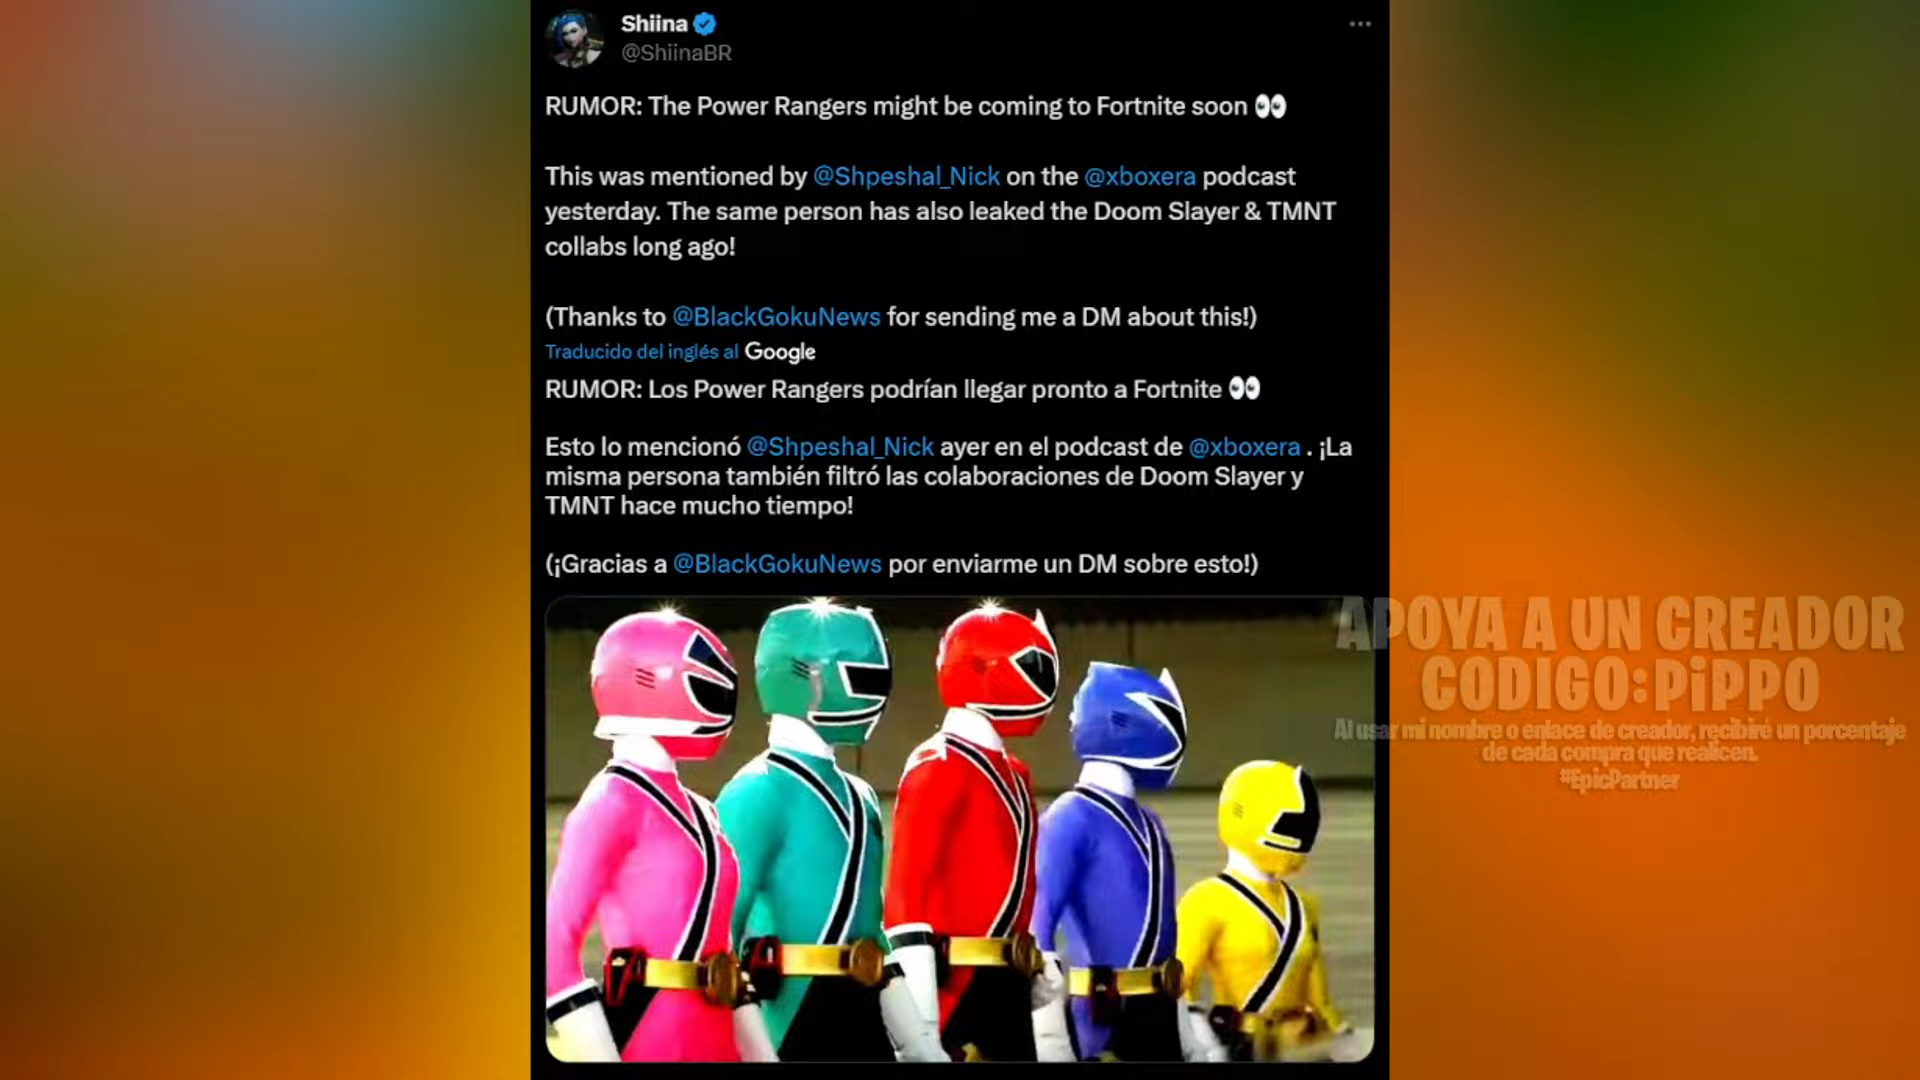 Shiina
@ShiinaBR
RUMOR: The Power Rangers might be coming to Fortnite soon 👀
This was mentioned by @Shpeshal_Nick on the @xboxera podcast
yesterday. The same person has also leaked the Doom Slayer & TMNT
collabs long ago!
(Thanks to @BlackGokuNews for sending me a DM about this!)
Traducido del inglés al Google
RUMOR: Los Power Rangers podrían llegar pronto a Fortnite 👀
Esto lo mencionó @Shpeshal_Nick ayer en el podcast de @xboxera . ¡La
misma persona también filtró las colaboraciones de Doom Slayer y
TMNT hace mucho tiempo!
(¡Gracias a @BlackGokuNews por enviarme un DM sobre esto!)
APOYA A UN CREADOR
CODIGO:PiPPO
Al usar mi nombre o enlace de creador, recibiré un porcentaje
de cada compra que realicen.
#EpicPartner